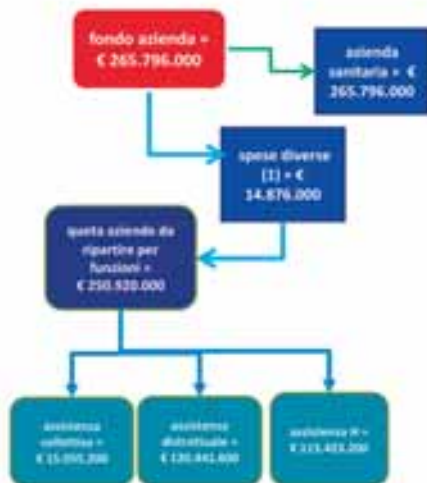 fondo azienda =
€ 265.796.000
azienda
sanitaria = €
265.796.000
spese diverse
(1) = €
14.876.000
quota aziende da
ripartire per
funzioni =
€ 250.920.000
assistenza
collettiva =
€ 15.055.200
assistenza
distrettuale =
€ 120.441.600
assistenza H =
€ 115.423.200